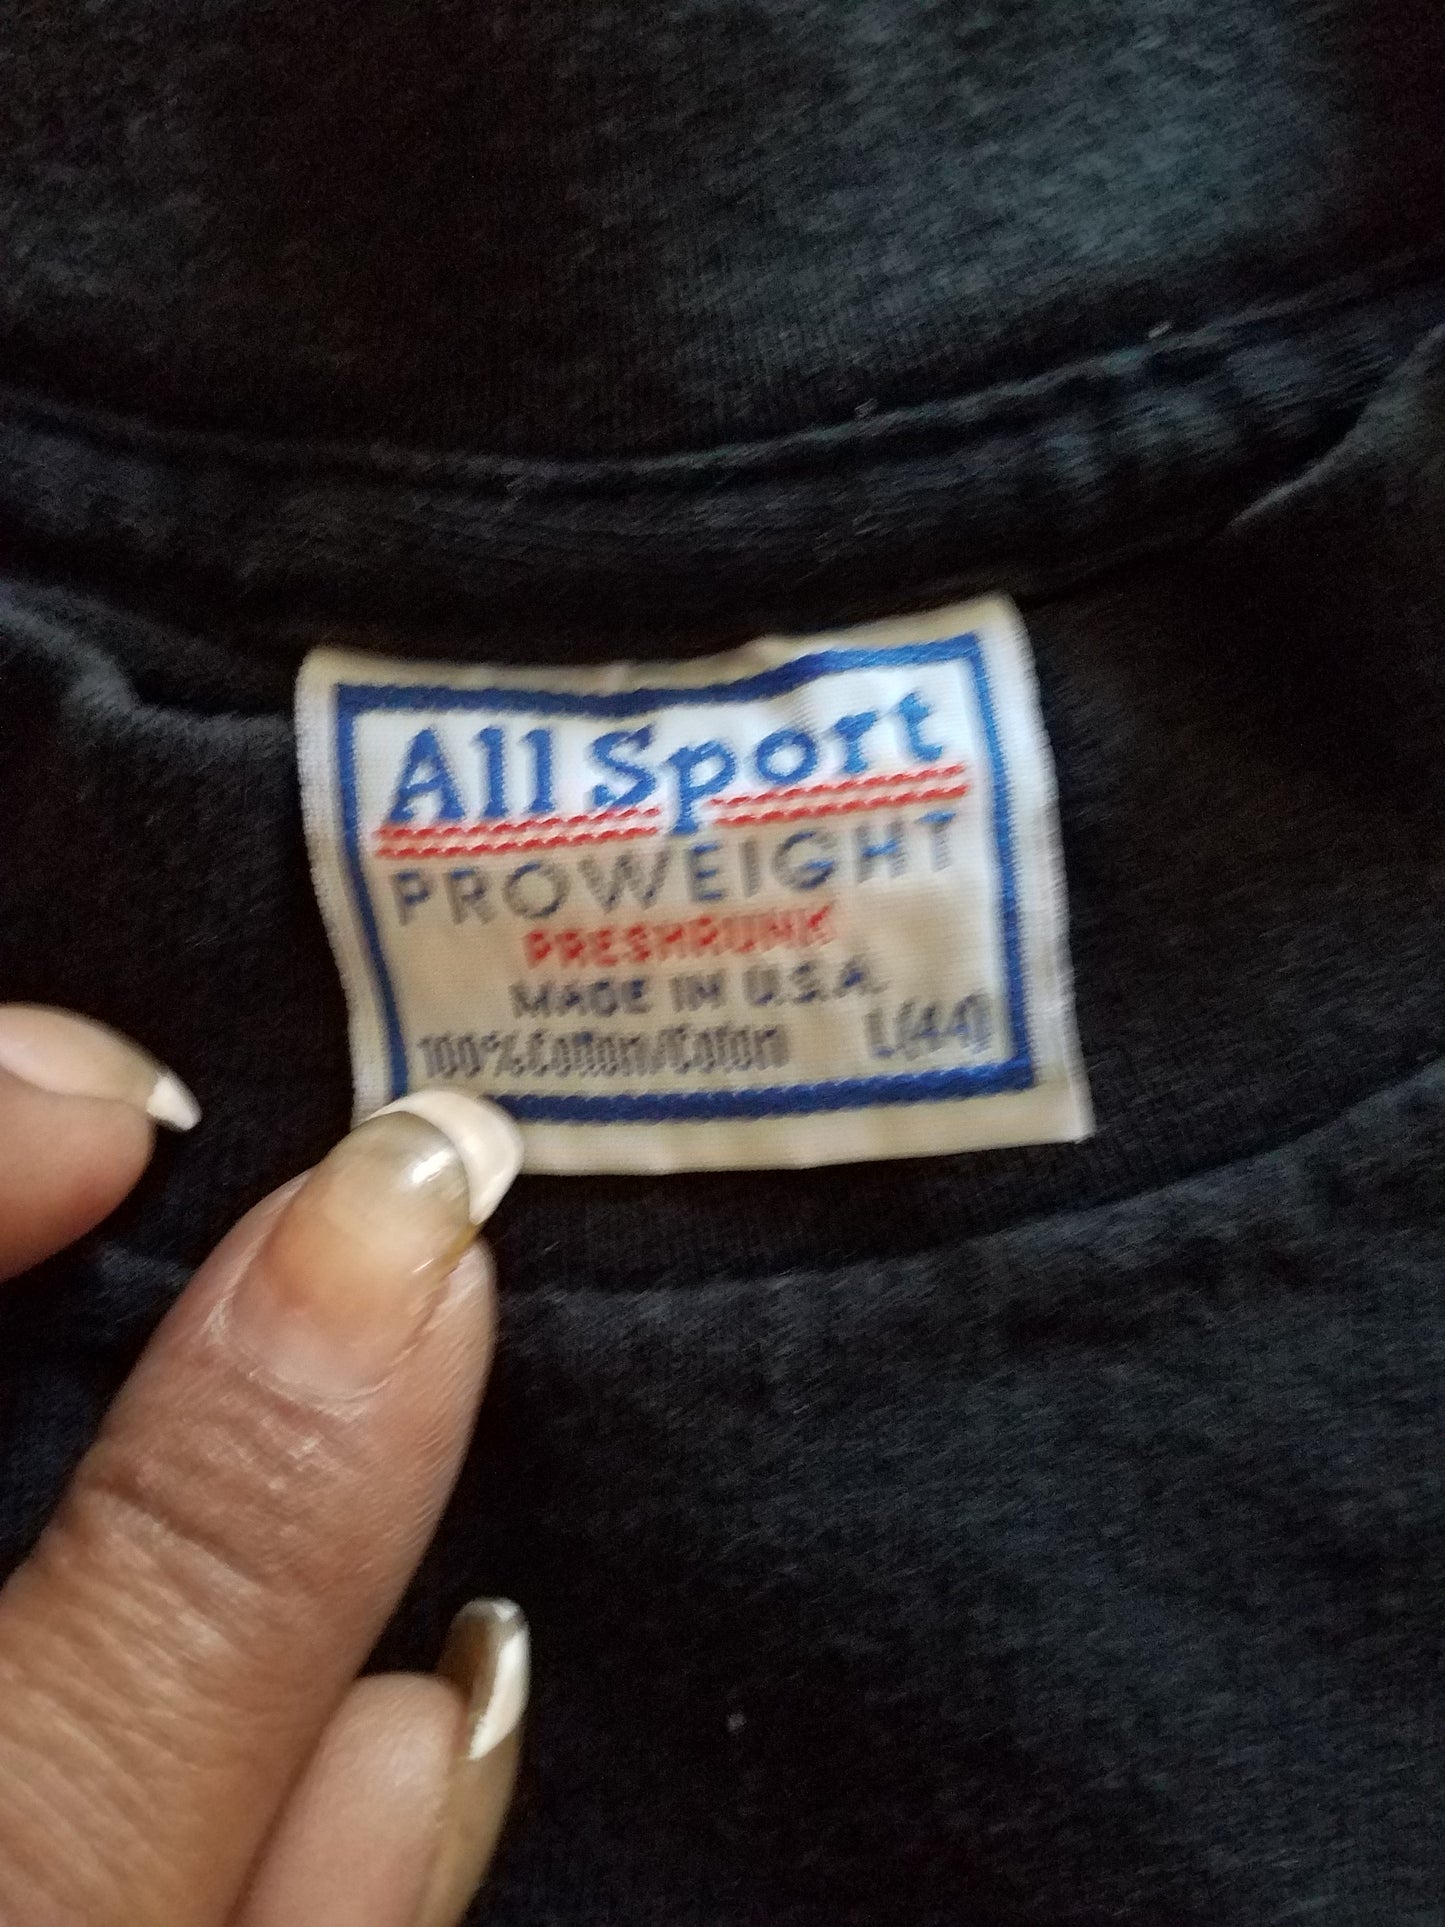 All Sport
PROWEIGHT
PRESHRUNK
MADE IN U.S.A.
100% Cotton/Coton L(44)